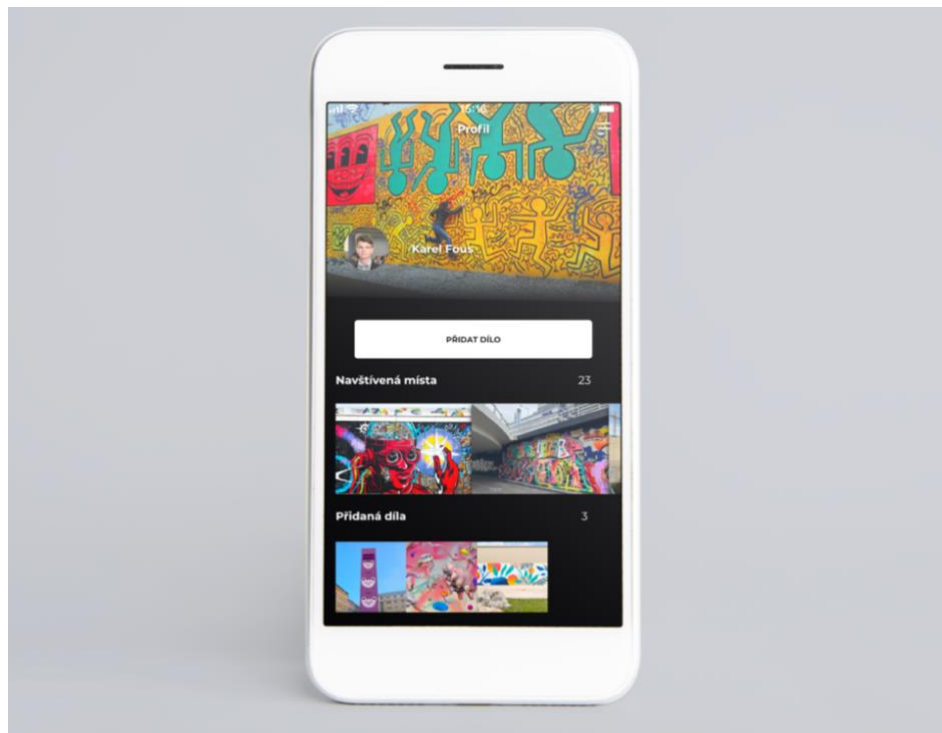 Profil
Karel Fous
PŘIDAT DÍLO
Navštívená místa 23
Přidaná díla 3